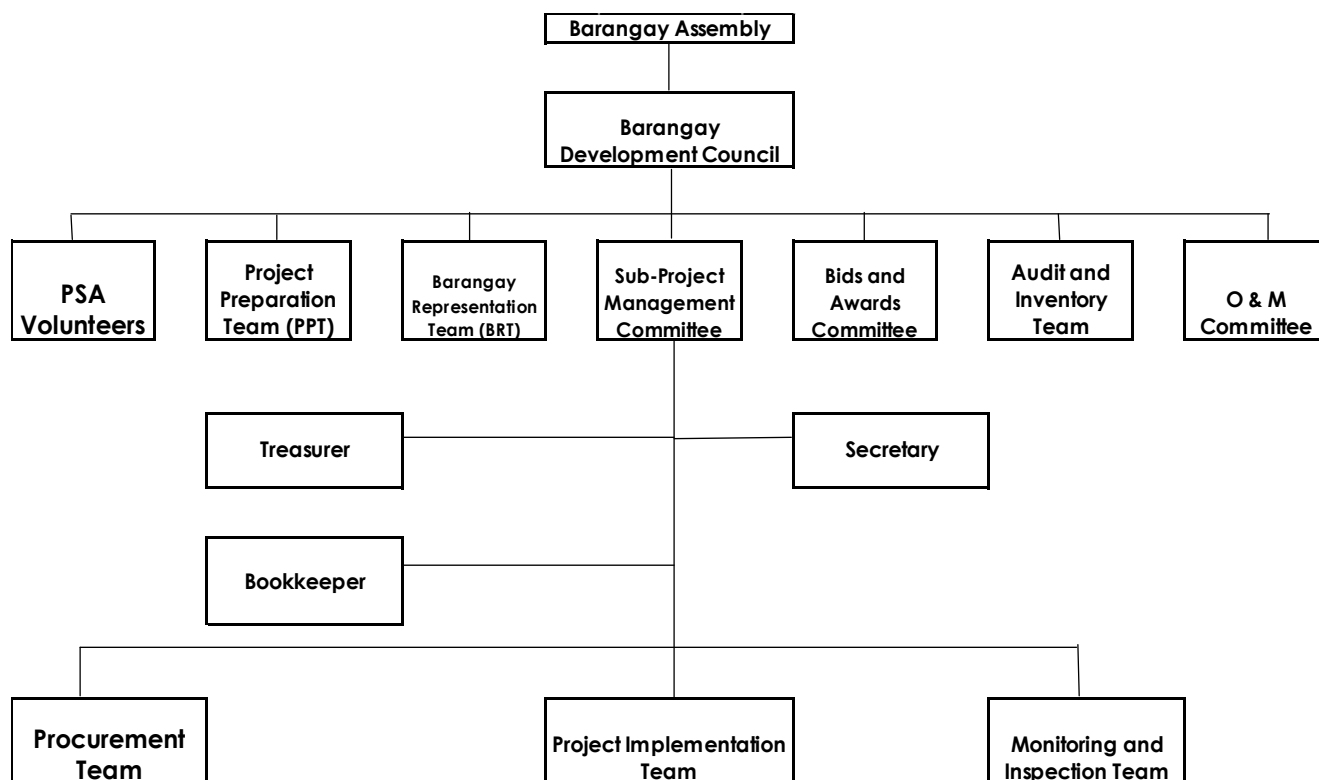 Barangay Assembly
Barangay
Development Council
PSA
Volunteers
Project
Preparation
Team (PPT)
Barangay
Representation
Team (BRT)
Sub-Project
Management
Committee
Bids and
Awards
Committee
Audit and
Inventory
Team
O & M
Committee
Treasurer
Secretary
Bookkeeper
Procurement
Team
Project Implementation
Team
Monitoring and
Inspection Team